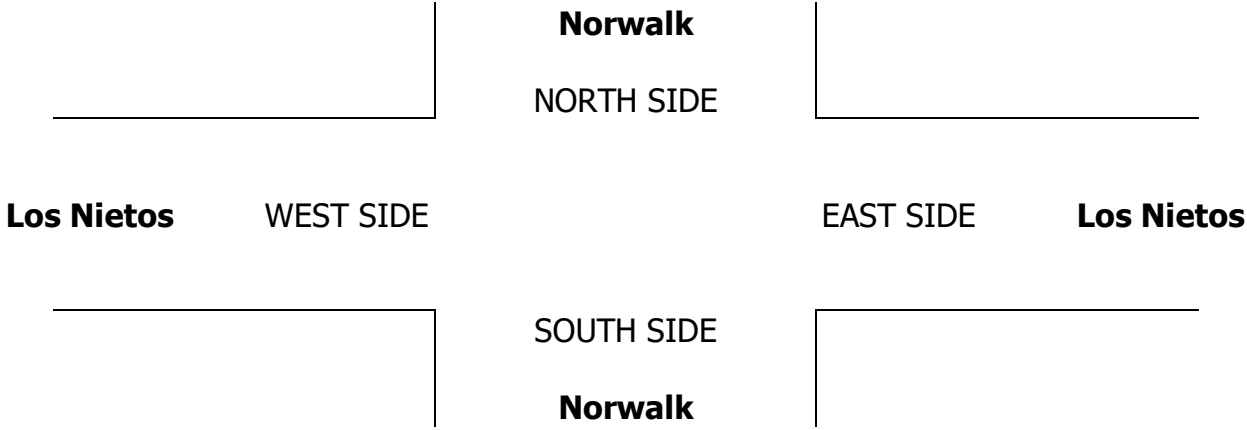 Norwalk
NORTH SIDE
Los Nietos WEST SIDE EAST SIDE Los Nietos
SOUTH SIDE
Norwalk